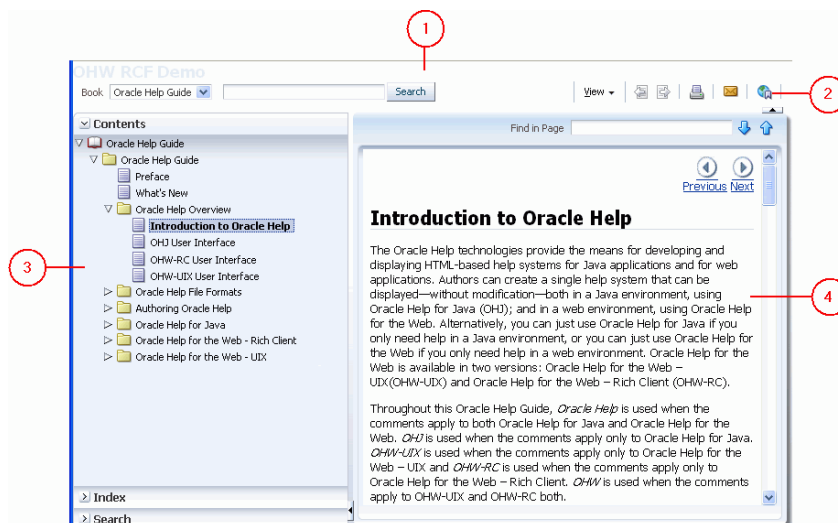 1
OHW RCF Demo
Book Oracle Help Guide Search View
2
Contents
Find in Page
Oracle Help Guide
Oracle Help Guide
Preface
What's New
Oracle Help Overview
Introduction to Oracle Help
OHJ User Interface
OHW-RC User Interface
OHW-UIX User Interface
Oracle Help File Formats
Authoring Oracle Help
Oracle Help for Java
Oracle Help for the Web - Rich Client
Oracle Help for the Web - UIX
3
Index
Search
Previous Next
Introduction to Oracle Help
The Oracle Help technologies provide the means for developing and
displaying HTML-based help systems for Java applications and for web
applications. Authors can create a single help system that can be
displayed—without modification—both in a Java environment, using
Oracle Help for Java (OHJ); and in a web environment, using Oracle Help
for the Web. Alternatively, you can just use Oracle Help for Java if you
only need help in a Java environment, or you can just use Oracle Help for
the Web if you only need help in a web environment. Oracle Help for the
Web is available in two versions: Oracle Help for the Web –
UIX(OHW-UIX) and Oracle Help for the Web – Rich Client (OHW-RC).
4
Throughout this Oracle Help Guide, Oracle Help is used when the
comments apply to both Oracle Help for Java and Oracle Help for the
Web. OHJ is used when the comments apply only to Oracle Help for Java.
OHW-UIX is used when the comments apply only to Oracle Help for the
Web – UIX and OHW-RC is used when the comments apply only to
Oracle Help for the Web – Rich Client. OHW is used when the comments
apply to OHW-UIX and OHW-RC both.